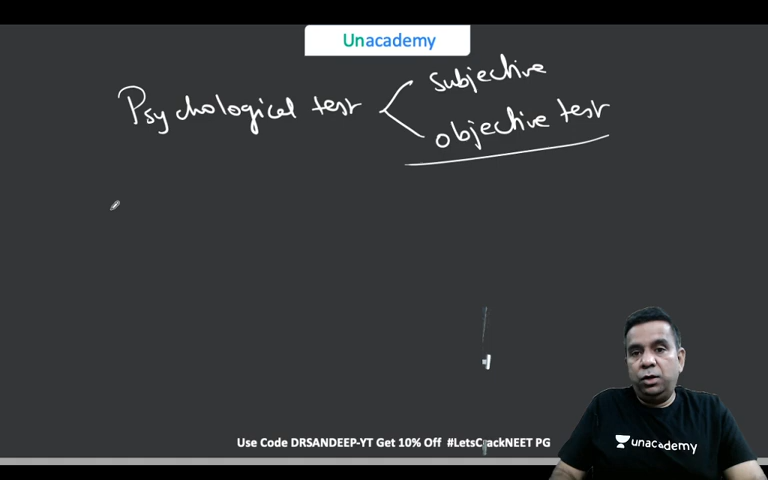 Unacademy
Psychological test
subjective
objective test
unacademy
Use Code DRSANDEEP-YT Get 10% Off #LetsCrackNEET PG